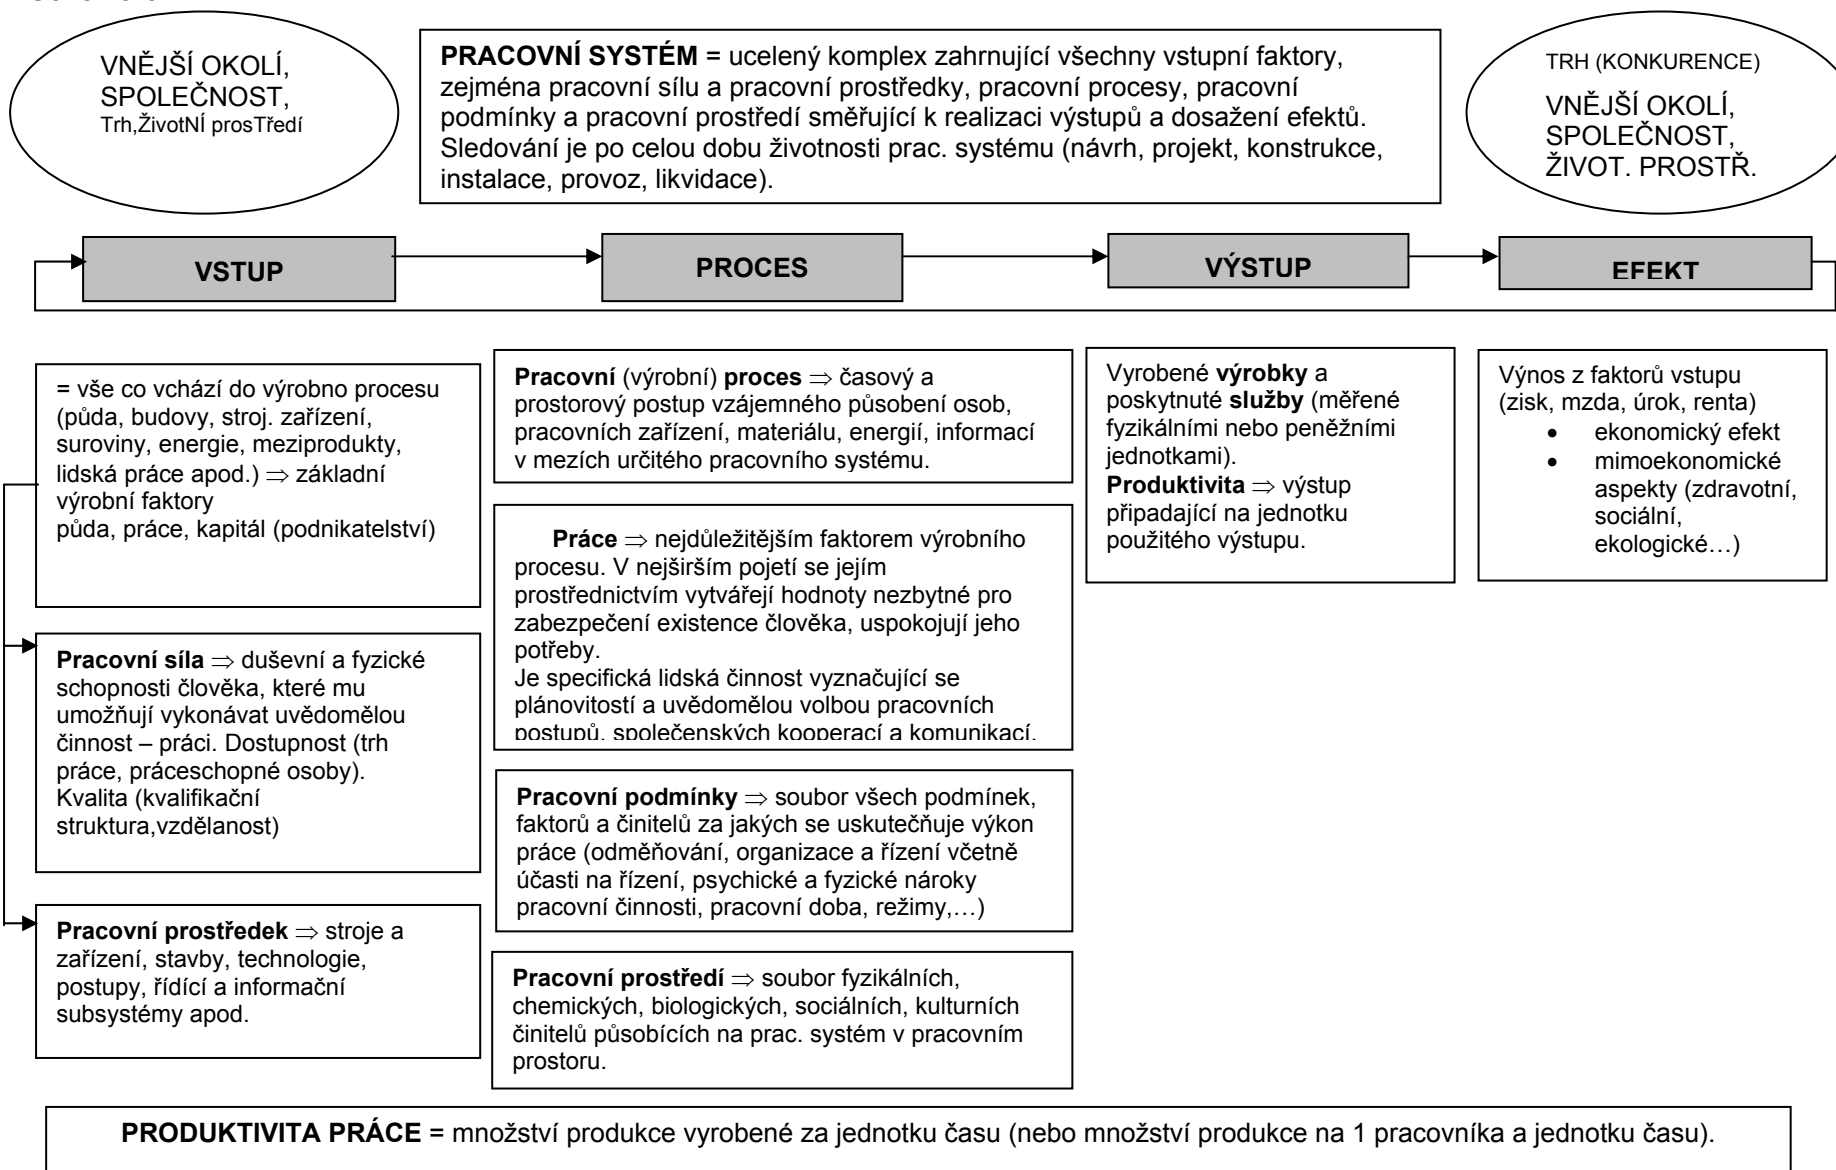 VNĚJŠÍ OKOLÍ,
SPOLEČNOST,
Trh,ŽivotNÍ prosTředí
PRACOVNÍ SYSTÉM = ucelený komplex zahrnující všechny vstupní faktory,
zejména pracovní sílu a pracovní prostředky, pracovní procesy, pracovní
podmínky a pracovní prostředí směřující k realizaci výstupů a dosažení efektů.
Sledování je po celou dobu životnosti prac. systému (návrh, projekt, konstrukce,
instalace, provoz, likvidace).
TRH (KONKURENCE)
VNĚJŠÍ OKOLÍ,
SPOLEČNOST,
ŽIVOT. PROSTŘ.
VSTUP
PROCES
VÝSTUP
EFEKT
= vše co vchází do výrobno procesu
(půda, budovy, stroj. zařízení,
suroviny, energie, meziprodukty,
lidská práce apod.) ⇒ základní
výrobní faktory
půda, práce, kapitál (podnikatelství)
Pracovní síla ⇒ duševní a fyzické
schopnosti člověka, které mu
umožňují vykonávat uvědomělou
činnost – práci. Dostupnost (trh
práce, práceschopné osoby).
Kvalita (kvalifikační
struktura,vzdělanost)
Pracovní prostředek ⇒ stroje a
zařízení, stavby, technologie,
postupy, řídící a informační
subsystémy apod.
Pracovní (výrobní) proces ⇒ časový a
prostorový postup vzájemného působení osob,
pracovních zařízení, materiálu, energií, informací
v mezích určitého pracovního systému.
Práce ⇒ nejdůležitějším faktorem výrobního
procesu. V nejširším pojetí se jejím
prostřednictvím vytvářejí hodnoty nezbytné pro
zabezpečení existence člověka, uspokojují jeho
potřeby.
Je specifická lidská činnost vyznačující se
plánovitostí a uvědomělou volbou pracovních
postupů, společenských kooperací a komunikací.
Pracovní podmínky ⇒ soubor všech podmínek,
faktorů a činitelů za jakých se uskutečňuje výkon
práce (odměňování, organizace a řízení včetně
účasti na řízení, psychické a fyzické nároky
pracovní činnosti, pracovní doba, režimy,…)
Pracovní prostředí ⇒ soubor fyzikálních,
chemických, biologických, sociálních, kulturních
činitelů působících na prac. systém v pracovním
prostoru.
Vyrobené výrobky a
poskytnuté služby (měřené
fyzikálními nebo peněžními
jednotkami).
Produktivita ⇒ výstup
připadající na jednotku
použitého výstupu.
Výnos z faktorů vstupu
(zisk, mzda, úrok, renta)
• ekonomický efekt
• mimoekonomické
aspekty (zdravotní,
sociální,
ekologické…)
PRODUKTIVITA PRÁCE = množství produkce vyrobené za jednotku času (nebo množství produkce na 1 pracovníka a jednotku času).